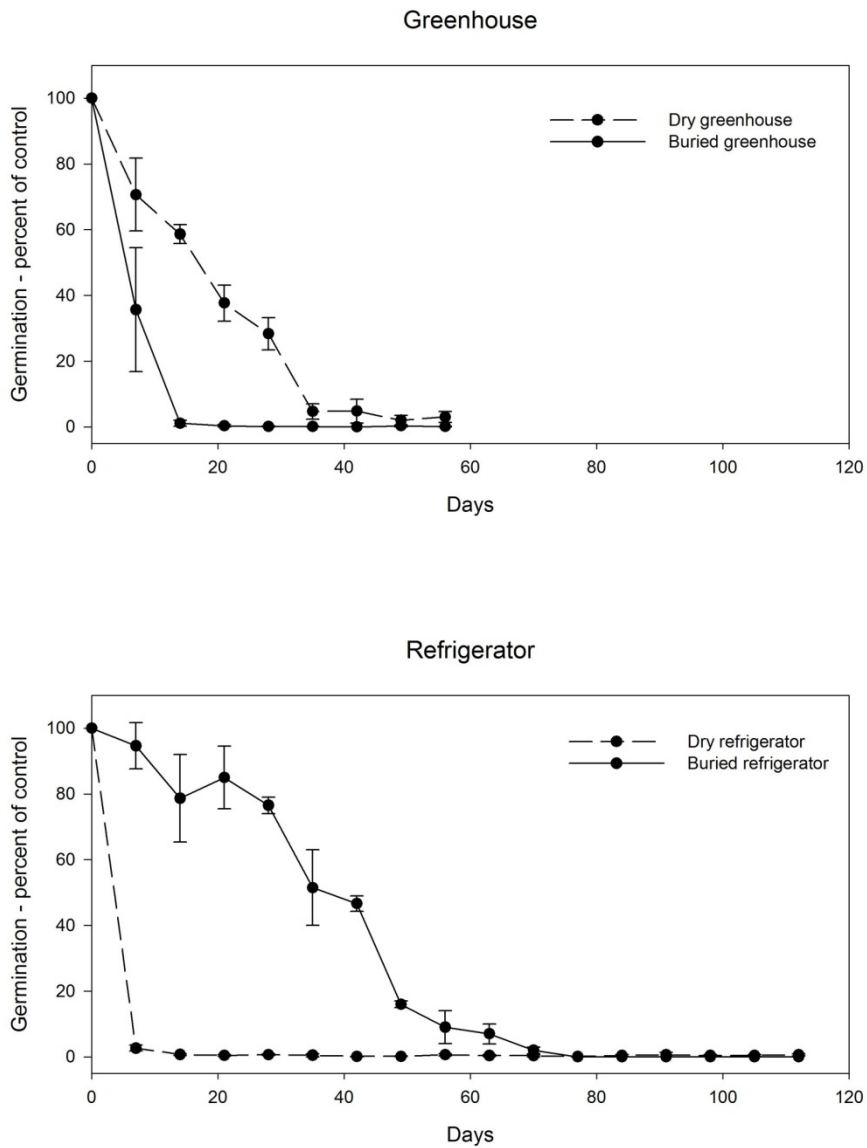 Greenhouse
Germination - percent of control
100
80
60
40
20
0
Dry greenhouse
Buried greenhouse
0 20 40 60 80 100 120
Days
Refrigerator
Germination - percent of control
100
80
60
40
20
0
Dry refrigerator
Buried refrigerator
0 20 40 60 80 100 120
Days